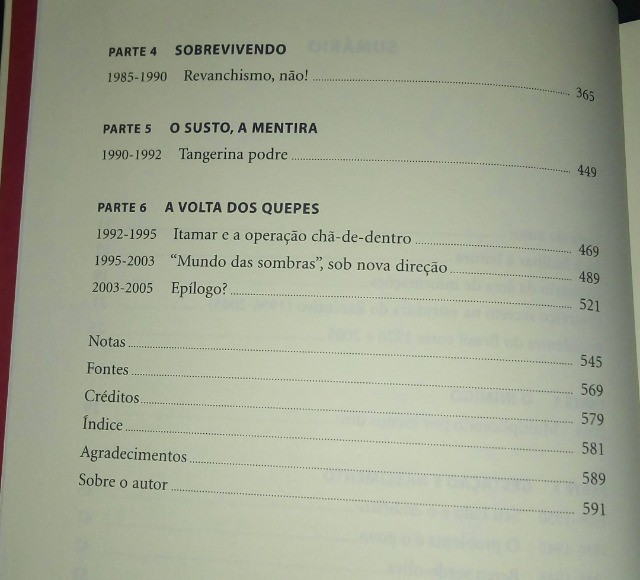 PARTE 4 SOBREVIVENDO
1985-1990 Revanchismo, não! 365
PARTE 5 O SUSTO, A MENTIRA
1990-1992 Tangerina podre 449
PARTE 6 A VOLTA DOS QUEPES
1992-1995 Itamar e a operação chã-de-dentro 469
1995-2003 “Mundo das sombras”, sob nova direção 489
2003-2005 Epílogo? 521
Notas 545
Fontes 569
Créditos 579
Índice 581
Agradecimentos 589
Sobre o autor 591